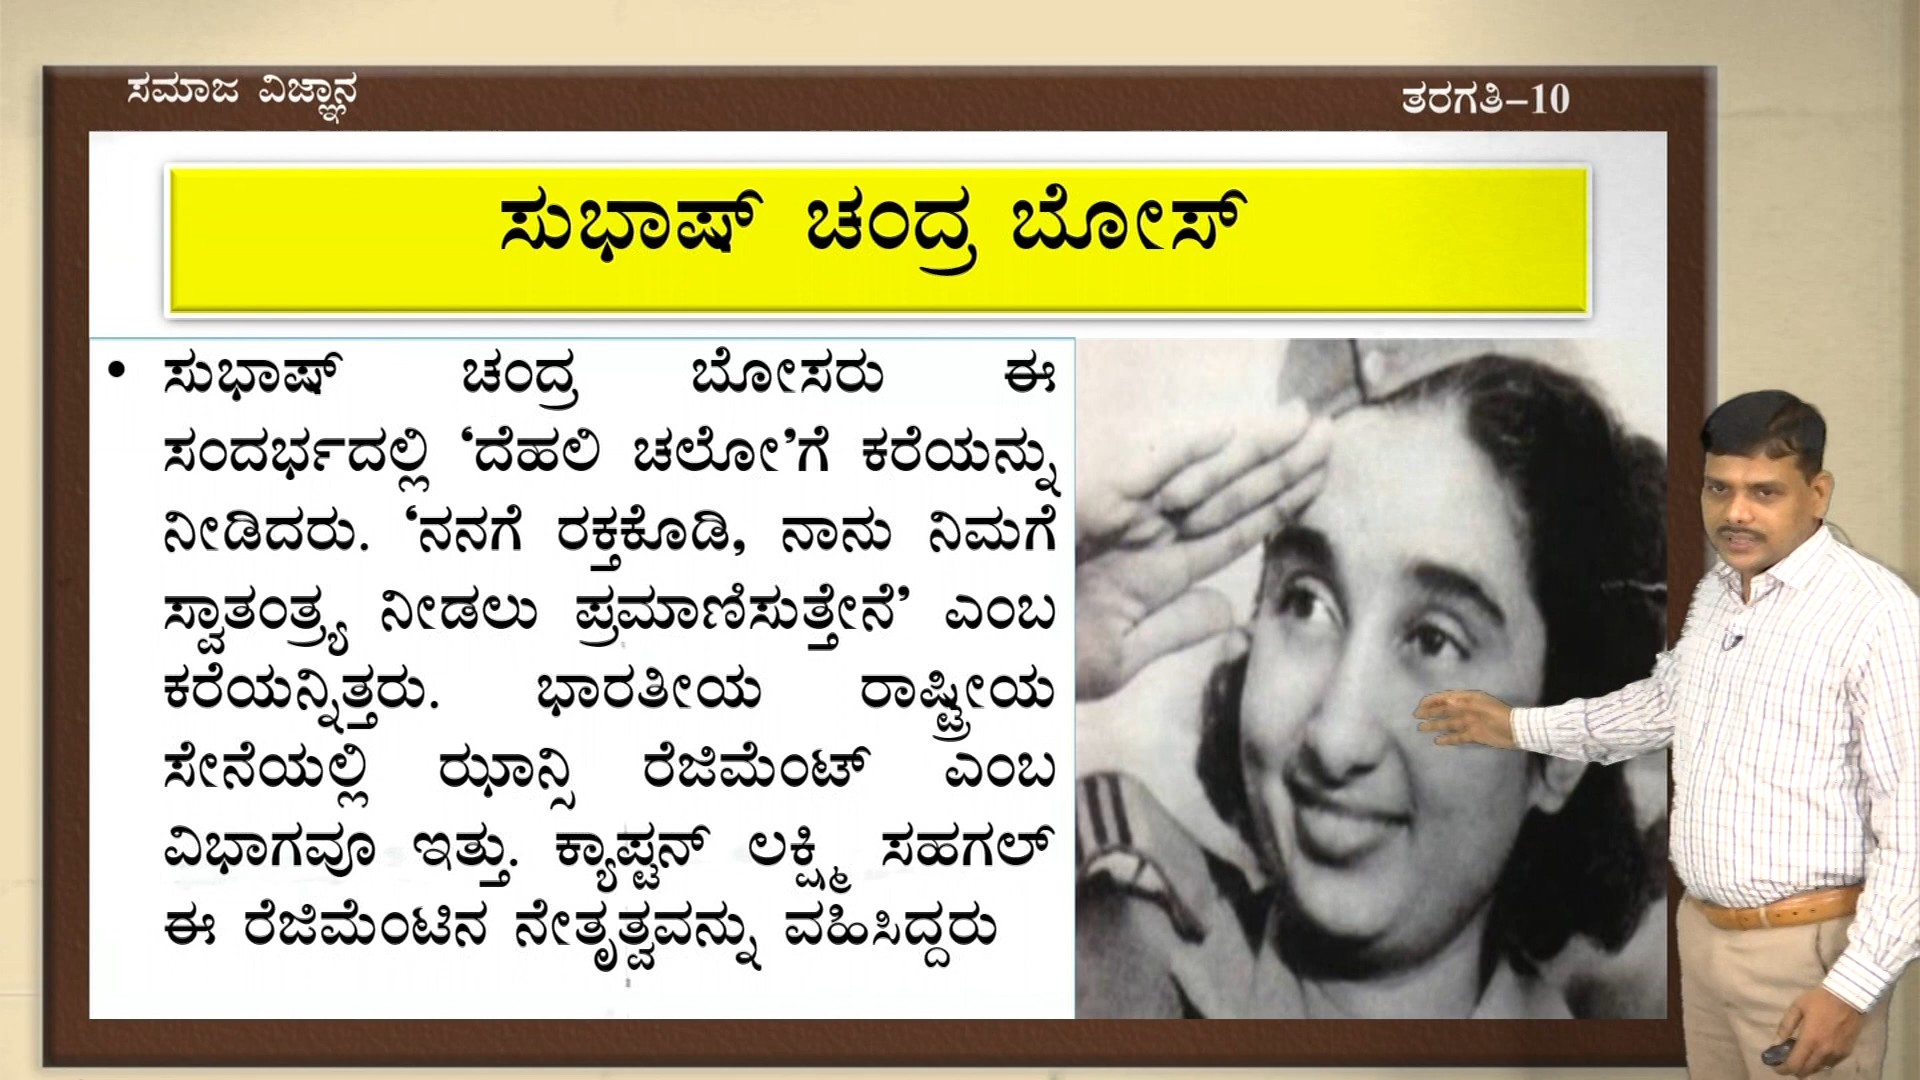 ಸಮಾಜ ವಿಜ್ಞಾನ
ತರಗತಿ-10
ಸುಭಾಷ್ ಚಂದ್ರ ಬೋಸ್
• ಸುಭಾಷ್ ಚಂದ್ರ ಬೋಸರು ಈ
ಸಂದರ್ಭದಲ್ಲಿ ‘ದೆಹಲಿ ಚಲೋ’ಗೆ ಕರೆಯನ್ನು
ನೀಡಿದರು. ‘ನನಗೆ ರಕ್ತಕೊಡಿ, ನಾನು ನಿಮಗೆ
ಸ್ವಾತಂತ್ರ್ಯ ನೀಡಲು ಪ್ರಮಾಣಿಸುತ್ತೇನೆ’ ಎಂಬ
ಕರೆಯನ್ನಿತ್ತರು. ಭಾರತೀಯ ರಾಷ್ಟ್ರೀಯ
ಸೇನೆಯಲ್ಲಿ ಝಾನ್ಸಿ ರೆಜಿಮೆಂಟ್ ಎಂಬ
ವಿಭಾಗವೂ ಇತ್ತು. ಕ್ಯಾಪ್ಟನ್ ಲಕ್ಷ್ಮಿ ಸಹಗಲ್
ಈ ರೆಜಿಮೆಂಟಿನ ನೇತೃತ್ವವನ್ನು ವಹಿಸಿದ್ದರು